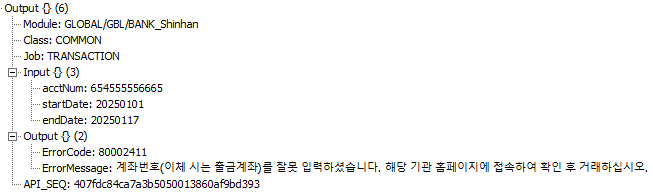 Output {} (6)
Module: GLOBAL/GBL/BANK_Shinhan
Class: COMMON
Job: TRANSACTION
Input {} (3)
acctNum: 654555556665
startDate: 20250101
endDate: 20250117
Output {} (2)
ErrorCode: 80002411
ErrorMessage: 계좌번호(이체 시는 출금계좌)를 잘못 입력하셨습니다. 해당 기관 홈페이지에 접속하여 확인 후 거래하십시오.
API_SEQ: 407fdc84ca7a3b5050013860af9bd393